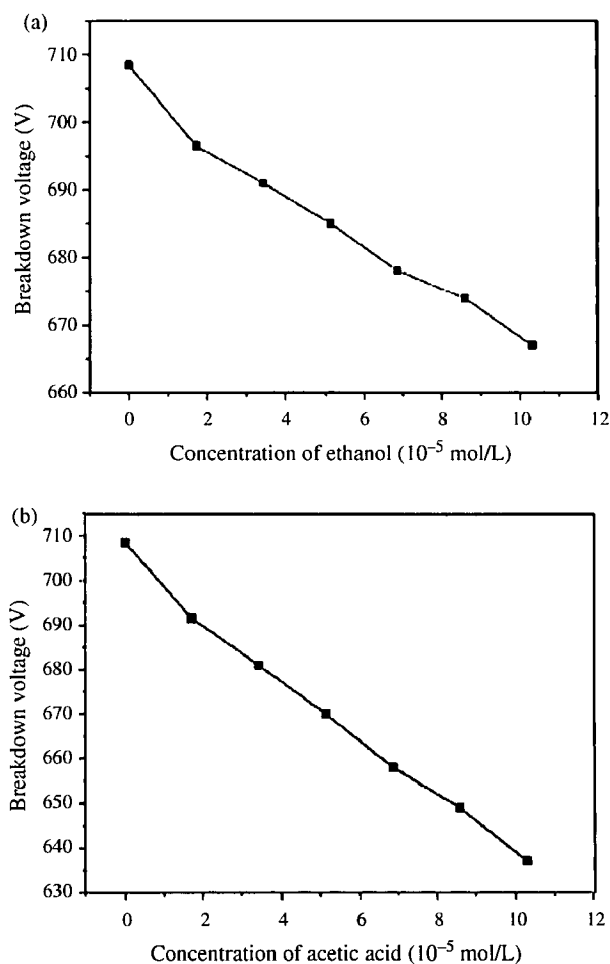 (a)
710
700
690
680
670
660
0 2 4 6 8 10 12
Breakdown voltage (V)
Concentration of ethanol (10⁻⁵ mol/L)
(b)
710
700
690
680
670
660
650
640
630
0 2 4 6 8 10 12
Breakdown voltage (V)
Concentration of acetic acid (10⁻⁵ mol/L)